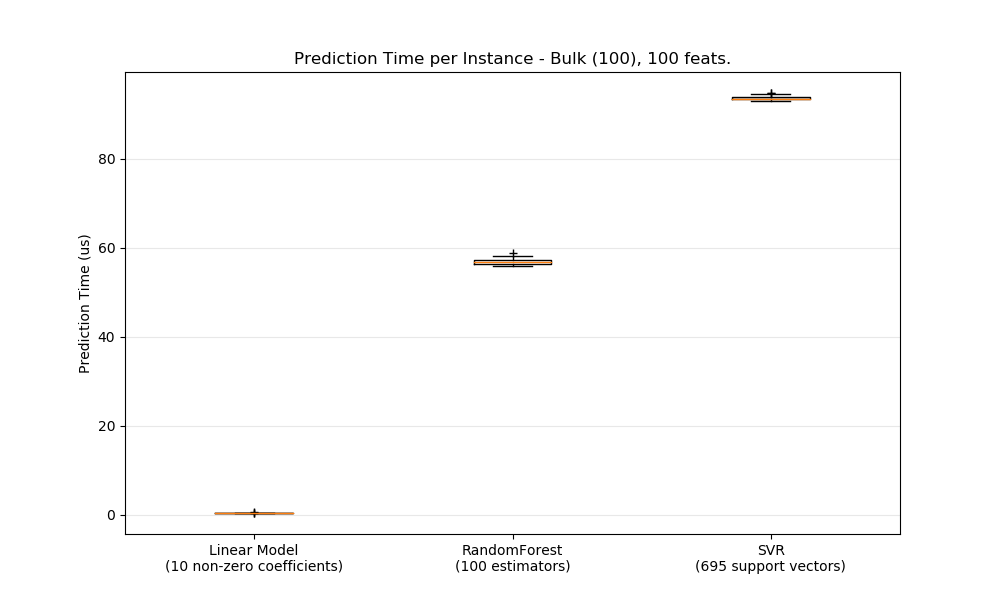 Prediction Time per Instance - Bulk (100), 100 feats.
Prediction Time (us)
80
60
40
20
0
Linear Model
(10 non-zero coefficients)
RandomForest
(100 estimators)
SVR
(695 support vectors)